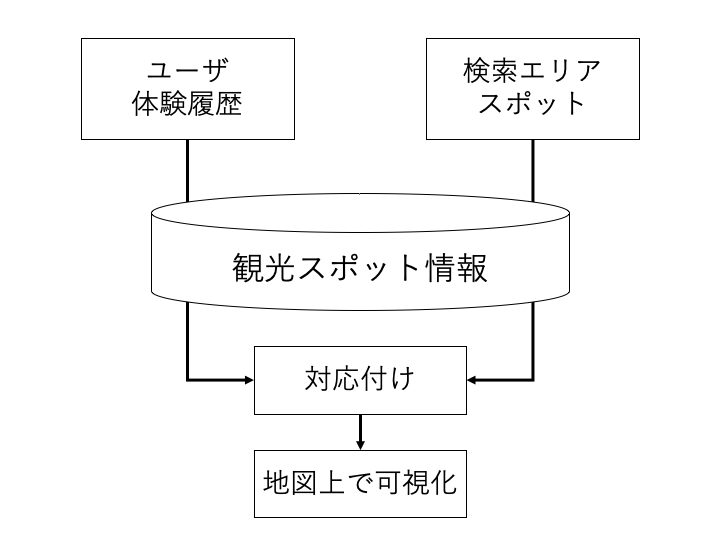 ユーザ
体験履歴
検索エリア
スポット
観光スポット情報
対応付け
地図上で可視化